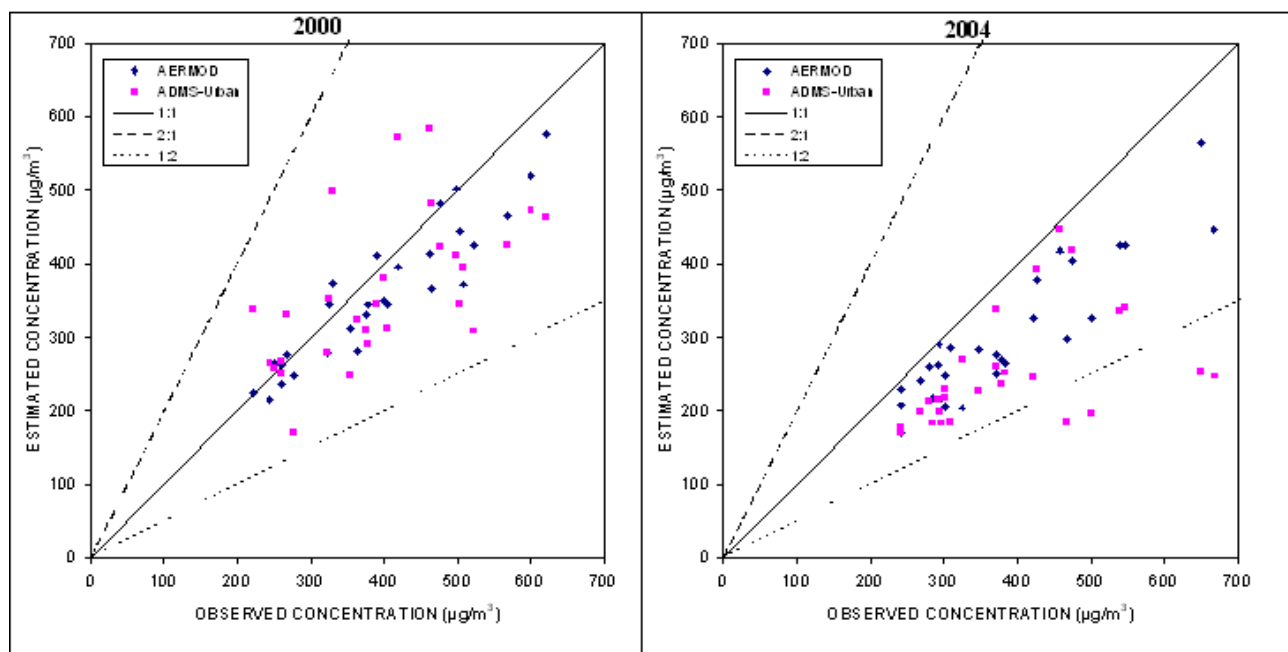 2000
700
600
500
400
300
200
100
0
ESTIMATED CONCENTRATION (µg/m³)
AERMOD
ADMS-Urban
1:1
2:1
1:2
0 100 200 300 400 500 600 700
OBSERVED CONCENTRATION (µg/m³)
2004
700
600
500
400
300
200
100
0
ESTIMATED CONCENTRATION (µg/m³)
AERMOD
ADMS-Urban
1:1
2:1
1:2
0 100 200 300 400 500 600 700
OBSERVED CONCENTRATION (µg/m³)